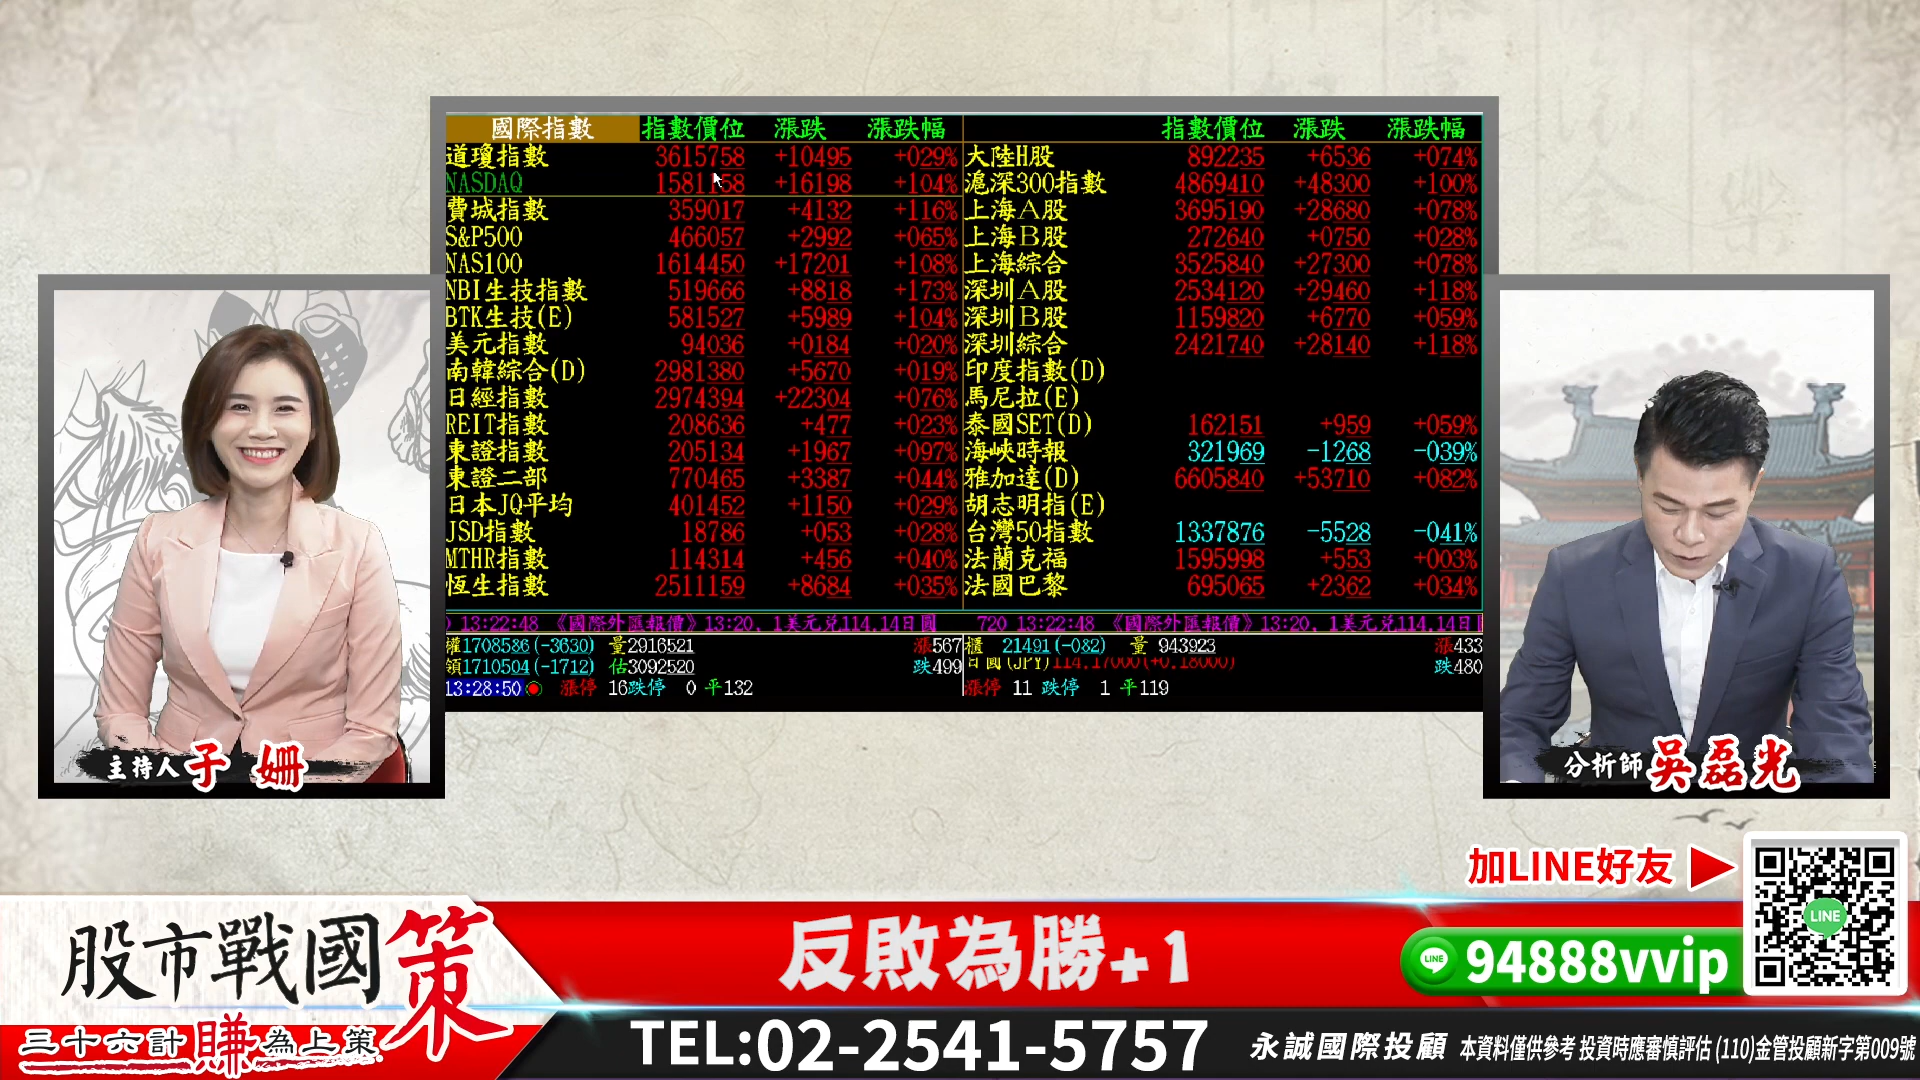 國際指數 指數價位 漲跌 漲跌幅 指數價位 漲跌 漲跌幅
道瓊指數 3615758 +10495 +029% 大陸H股 892235 +6536 +074%
NASDAQ 1581158 +16198 +104% 滬深300指數 4869410 +48300 +100%
費城指數 359017 +4132 +116% 上海A股 3695190 +28680 +078%
S&P500 466057 +2992 +065% 上海B股 272640 +0750 +028%
NAS100 1614450 +17201 +108% 上海綜合 3525840 +27300 +078%
NBI生技指數 519666 +8818 +173% 深圳A股 2534120 +29460 +118%
BTK生技(E) 581527 +5989 +104% 深圳B股 1159820 +6770 +059%
美元指數 94036 +0184 +020% 深圳綜合 2421740 +28140 +118%
南韓綜合(D) 2981380 +5670 +019% 印度指數(D)
日經指數 2974394 +22304 +076% 馬尼拉(E)
REIT指數 208636 +477 +023% 泰國SET(D) 162151 +959 +059%
東證指數 205134 +1967 +097% 海峽時報 321969 -1268 -039%
東證二部 770465 +3387 +044% 雅加達(D) 6605840 +53710 +082%
日本JQ平均 401452 +1150 +029% 胡志明指(E)
JSD指數 18786 +053 +028% 台灣50指數 1337876 -5528 -041%
MTHR指數 114314 +456 +040% 法蘭克福 1595998 +553 +003%
恆生指數 2511159 +8684 +035% 法國巴黎 695065 +2362 +034%
) 13:22:48 《國際外匯報價》13:20, 1美元兌114.14日圓 720 13:22:48 《國際外匯報價》13:20, 1美元兌114.14日圓
權1708586(-3630) 量2916521 漲567 櫃 21491(-082) 量 943923 漲433
領1710504(-1712) 估3092520 跌499 日圓(JPY)114.17000(+0.18000) 跌480
13:28:50 漲停 16跌停 0 平132 漲停 11 跌停 1 平119
主持人子 姍
分析師吳磊光
加LINE好友
LINE
股市戰國策
三十六計賺為上策
反敗為勝+1
LINE 94888vvip
TEL:02-2541-5757
永誠國際投顧 本資料僅供參考 投資時應審慎評估 (110)金管投顧新字第009號